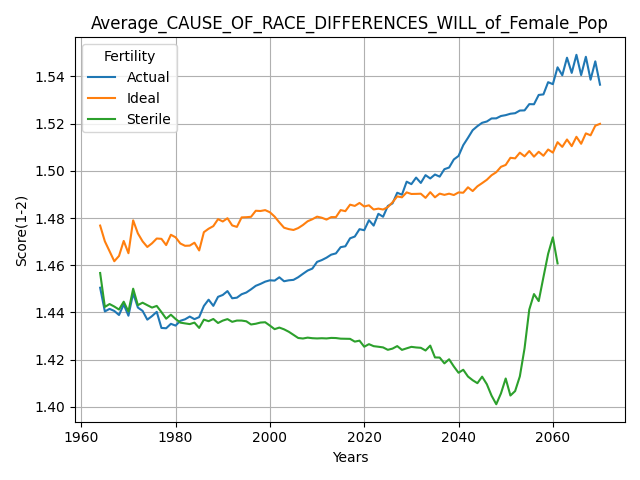 Average_CAUSE_OF_RACE_DIFFERENCES_WILL_of_Female_Pop
Fertility
Actual
Ideal
Sterile
Score(1-2)
1.54
1.52
1.50
1.48
1.46
1.44
1.42
1.40
1960
1980
2000
2020
2040
2060
Years